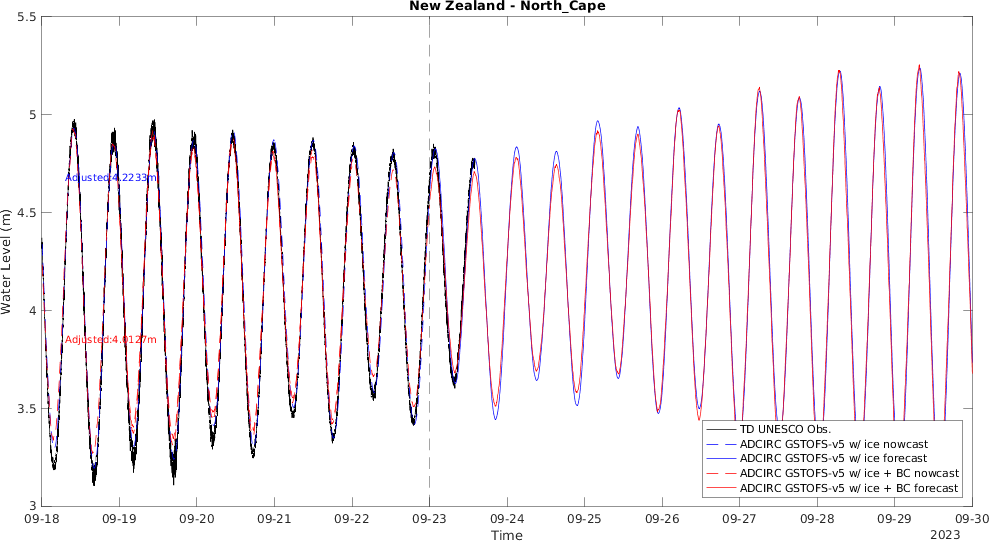 New Zealand - North_Cape
5.5
5
4.5
4
3.5
3
Water Level (m)
Adjusted:4.2233m
Adjusted:4.0127m
TD UNESCO Obs.
ADCIRC GSTOFS-v5 w/ ice nowcast
ADCIRC GSTOFS-v5 w/ ice forecast
ADCIRC GSTOFS-v5 w/ ice + BC nowcast
ADCIRC GSTOFS-v5 w/ ice + BC forecast
09-18 09-19 09-20 09-21 09-22 09-23 09-24 09-25 09-26 09-27 09-28 09-29 09-30
Time
2023